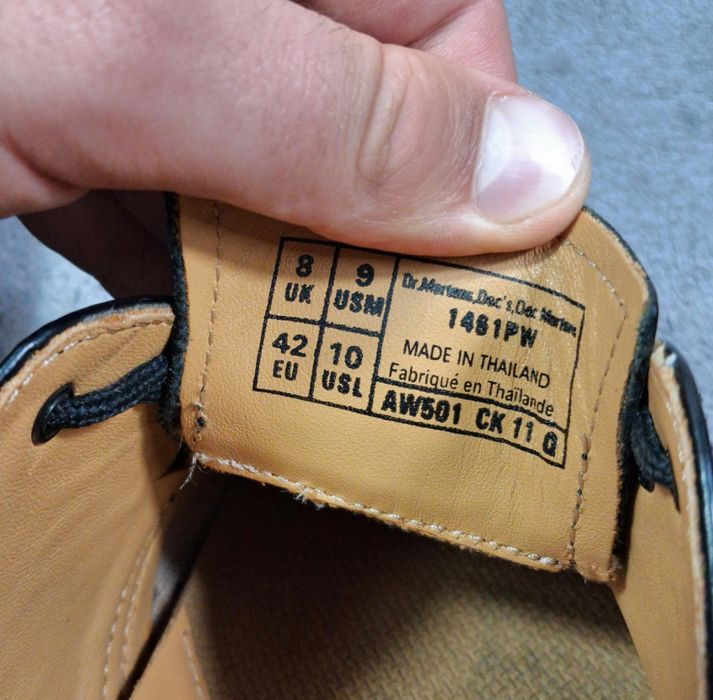 8 UK
9 USM
42 EU
10 USL
Dr.Martens,Doc's,Doc Martens
1461PW
MADE IN THAILAND
Fabriqué en Thaïlande
AW501 CK 11 G